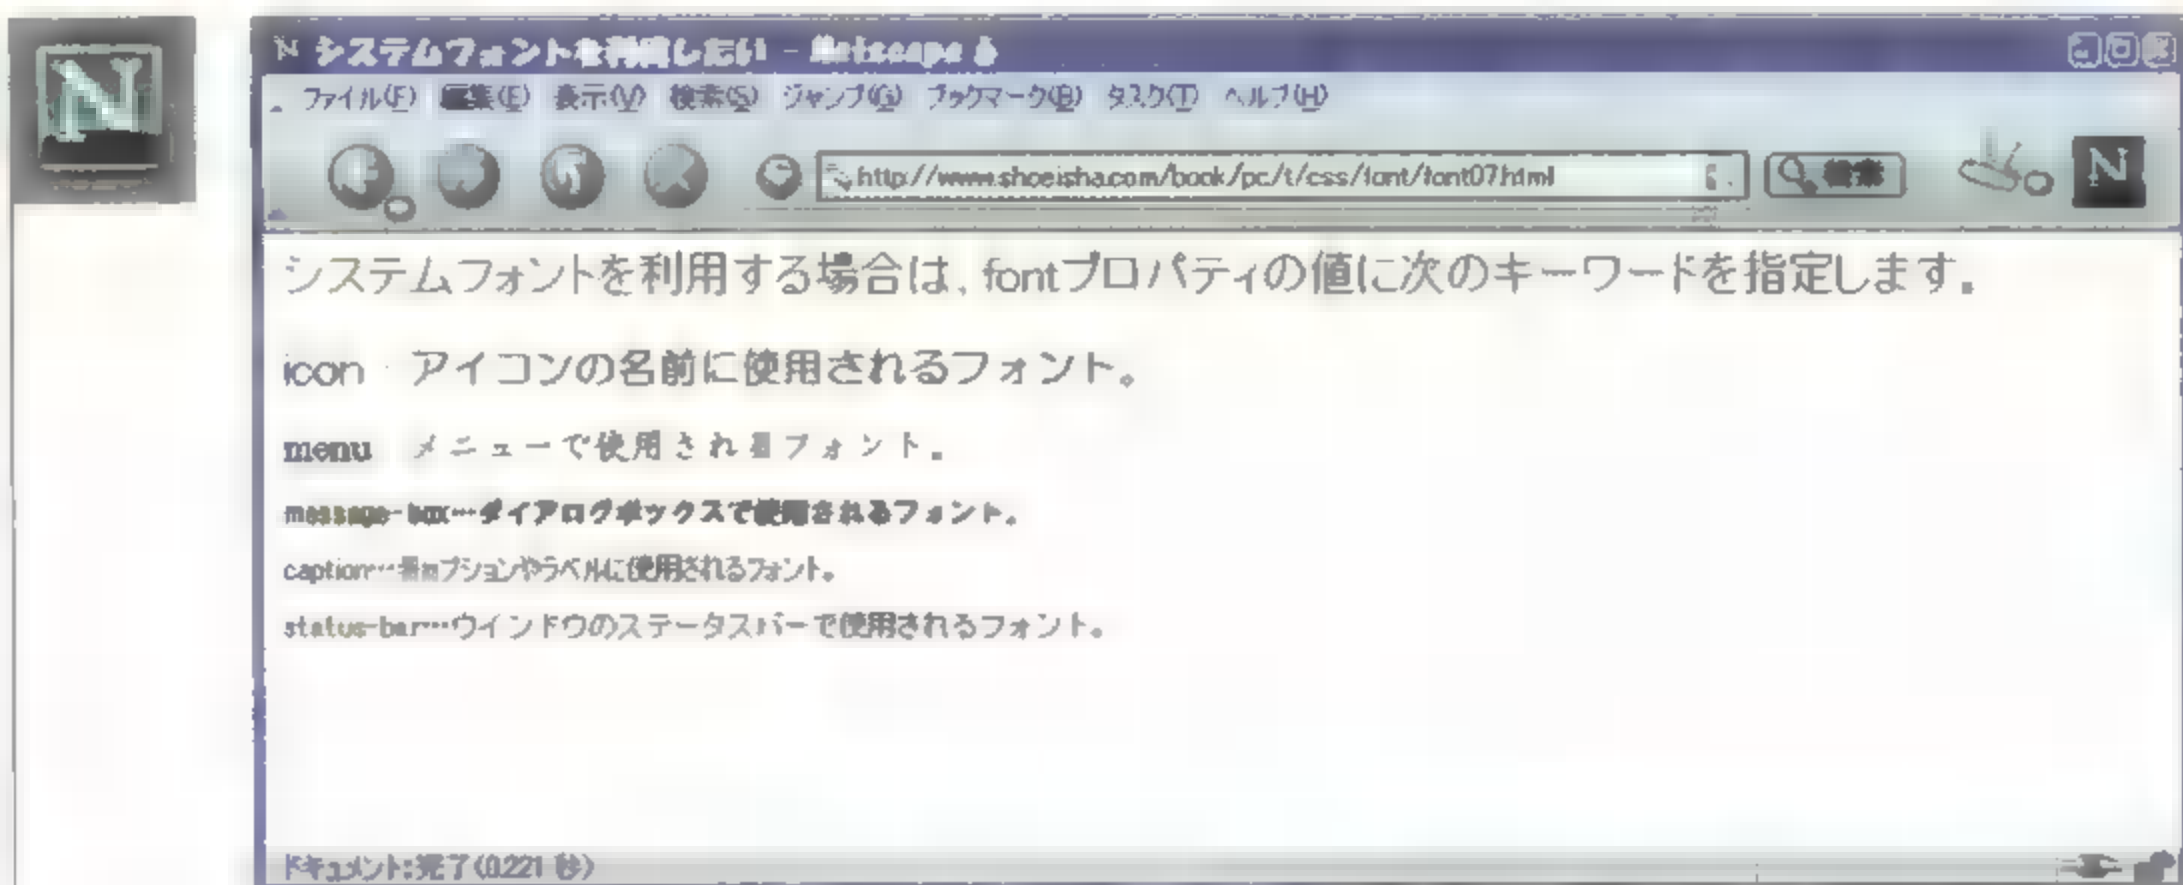 N
N システムフォントを利用したい - Netscape 6
ファイル(F) 編集(E) 表示(V) 検索(S) ジャンプ(G) ブックマーク(B) タスク(T) ヘルプ(H)
http://www.shoeisha.com/book/pc/t/css/font/font07.html 検索 N
システムフォントを利用する場合は、fontプロパティの値に次のキーワードを指定します。
icon アイコンの名前に使用されるフォント。
menu メニューで使用されるフォント。
message-box…ダイアログボックスで使用されるフォント。
caption…キャプションやラベルに使用されるフォント。
status-bar…ウインドウのステータスバーで使用されるフォント。
ドキュメント:完了(0.221 秒)